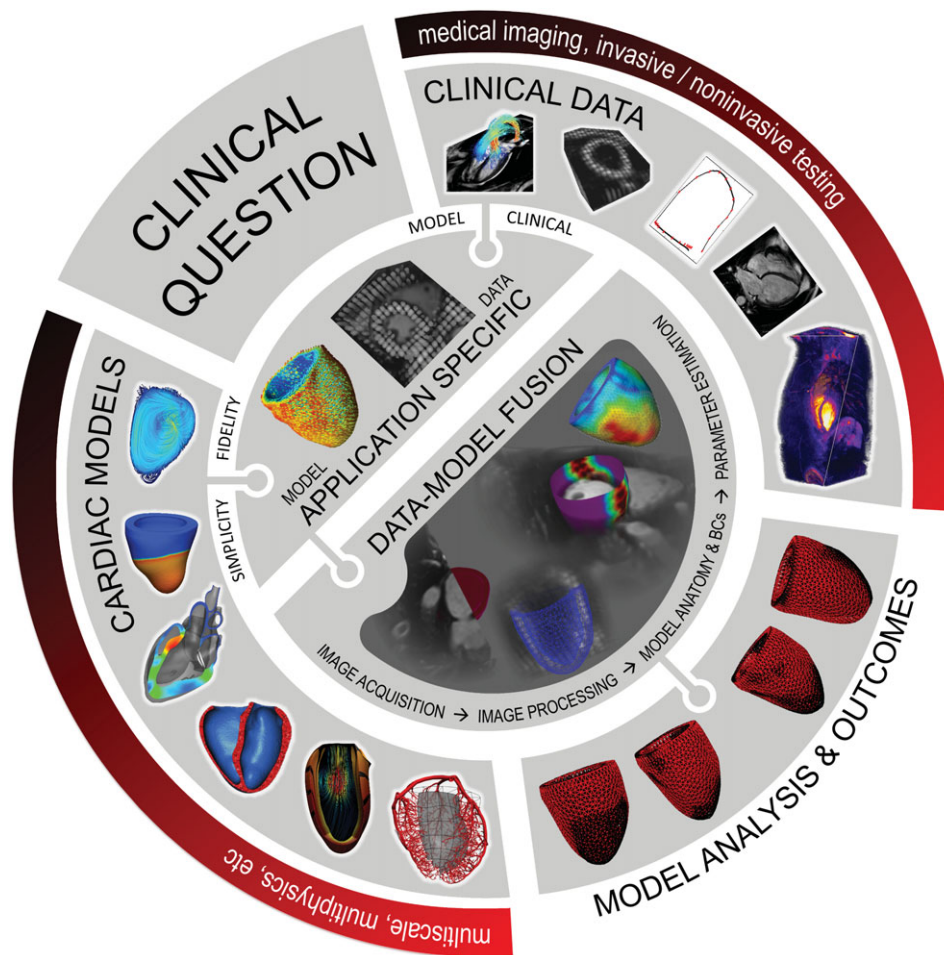 CLINICAL
QUESTION
medical imaging, invasive / noninvasive testing
CLINICAL DATA
MODEL
CLINICAL
MODEL
DATA
APPLICATION SPECIFIC
DATA-MODEL FUSION
IMAGE ACQUISITION → IMAGE PROCESSING → MODEL ANATOMY & BCs → PARAMETER ESTIMATION
FIDELITY
SIMPLICITY
CARDIAC MODELS
multiscale, multiphysics, etc
MODEL ANALYSIS & OUTCOMES